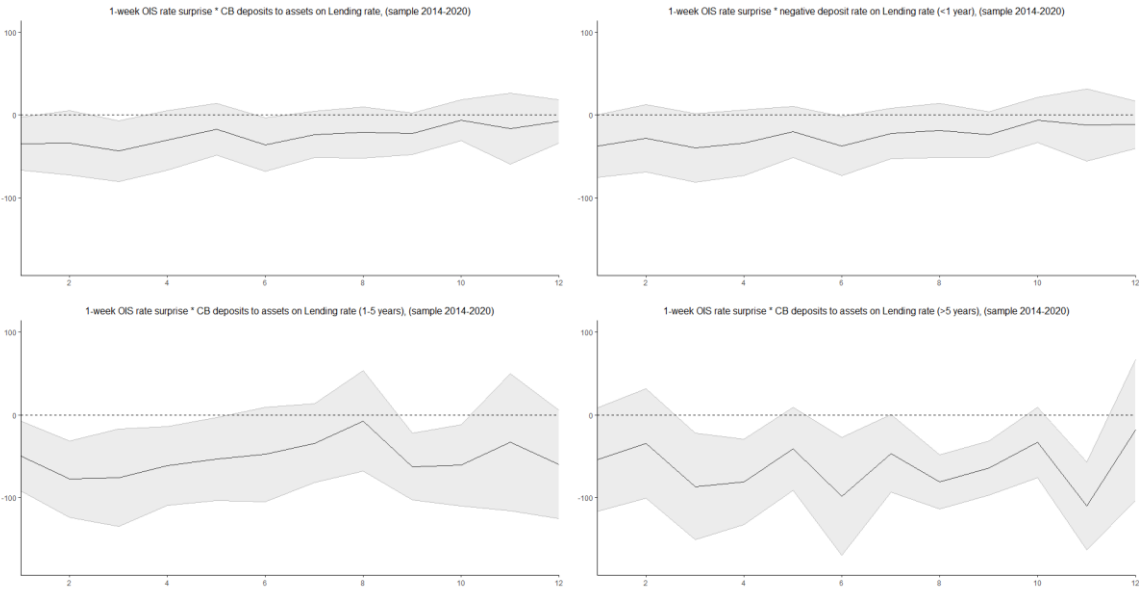 1-week OIS rate surprise * CB deposits to assets on Lending rate, (sample 2014-2020)
100
0
-100
2 4 6 8 10 12
1-week OIS rate surprise * negative deposit rate on Lending rate (<1 year), (sample 2014-2020)
100
0
-100
2 4 6 8 10 12
1-week OIS rate surprise * CB deposits to assets on Lending rate (1-5 years), (sample 2014-2020)
100
0
-100
2 4 6 8 10 12
1-week OIS rate surprise * CB deposits to assets on Lending rate (>5 years), (sample 2014-2020)
100
0
-100
2 4 6 8 10 12